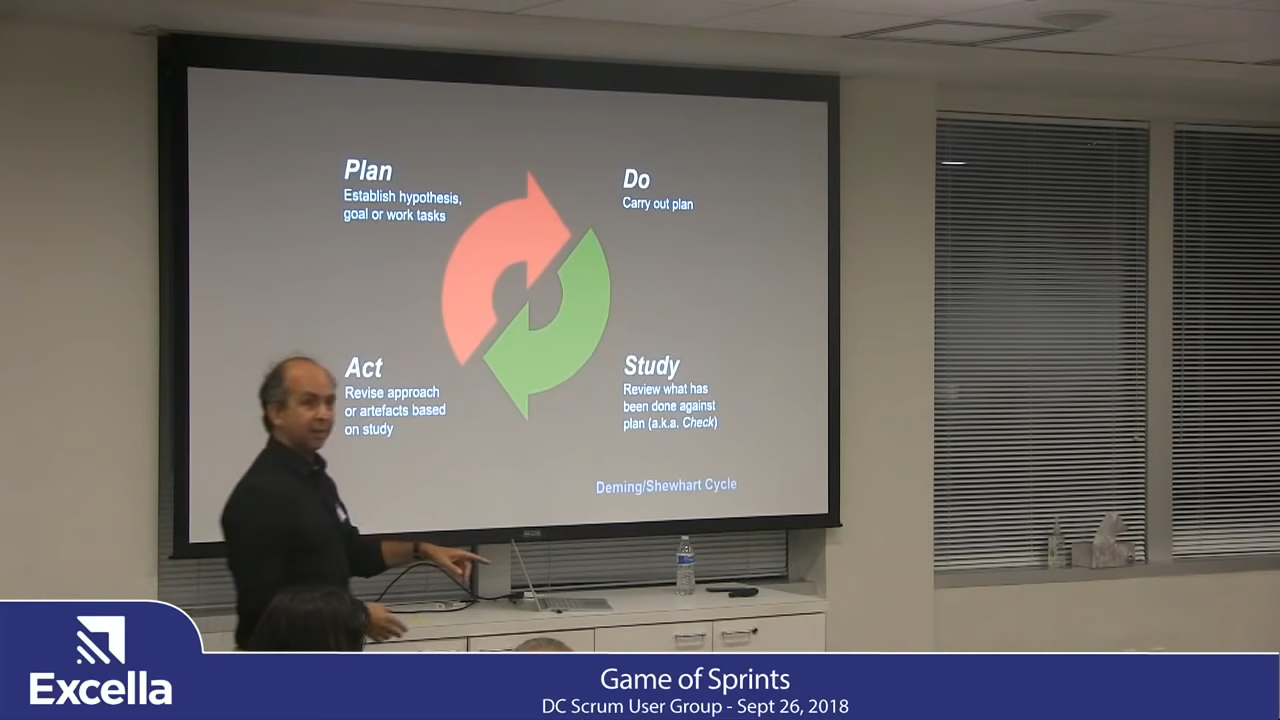 Plan
Establish hypothesis,
goal or work tasks
Do
Carry out plan
Act
Revise approach
or artefacts based
on study
Study
Review what has
been done against
plan (a.k.a. Check)
Deming/Shewhart Cycle
Excella
Game of Sprints
DC Scrum User Group - Sept 26, 2018